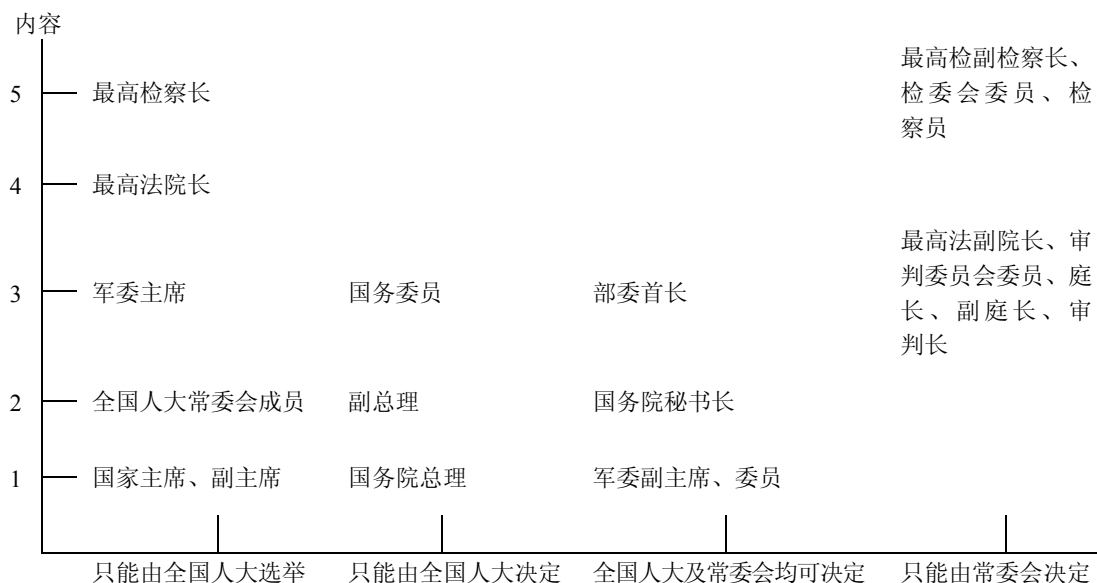 内容
最高检副检察长、
5 最高检察长 检委会委员、检
察员
4 最高法院长
最高法副院长、审
判委员会委员、庭
3 军委主席 国务委员 部委首长
长、副庭长、审
判长
2 全国人大常委会成员 副总理 国务院秘书长
1 国家主席、副主席 国务院总理 军委副主席、委员
只能由全国人大选举 只能由全国人大决定 全国人大及常委会均可决定 只能由常委会决定